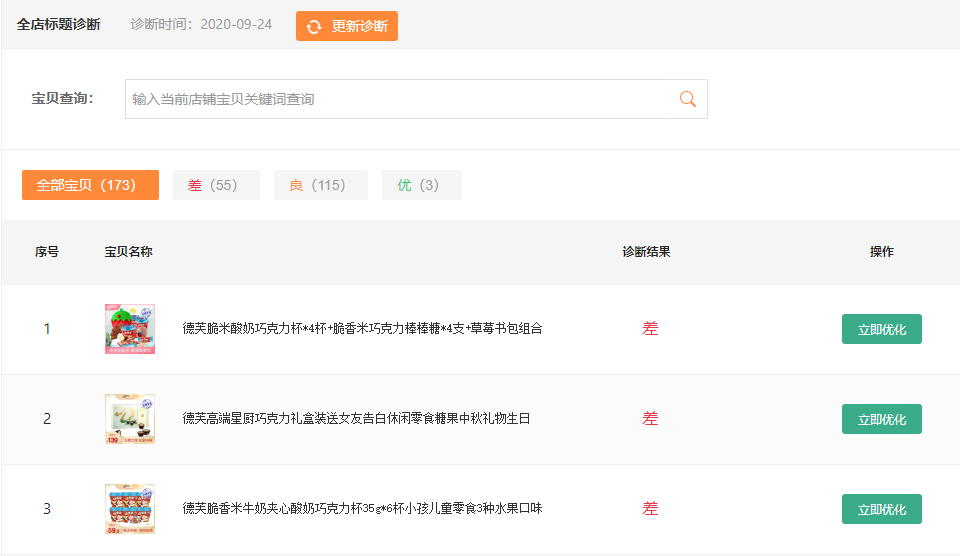 全店标题诊断 诊断时间：2020-09-24 更新诊断
宝贝查询： 输入当前店铺宝贝关键词查询
全部宝贝（173） 差（55） 良（115） 优（3）
序号 宝贝名称 诊断结果 操作
1 德芙脆米酸奶巧克力杯*4杯+脆香米巧克力棒棒糖*4支+草莓书包组合 差 立即优化
2 德芙高端星厨巧克力礼盒装送女友告白休闲零食糖果中秋礼物生日 差 立即优化
139
3 德芙脆香米牛奶夹心酸奶巧克力杯35g*6杯小孩儿童零食3种水果口味 差 立即优化
59